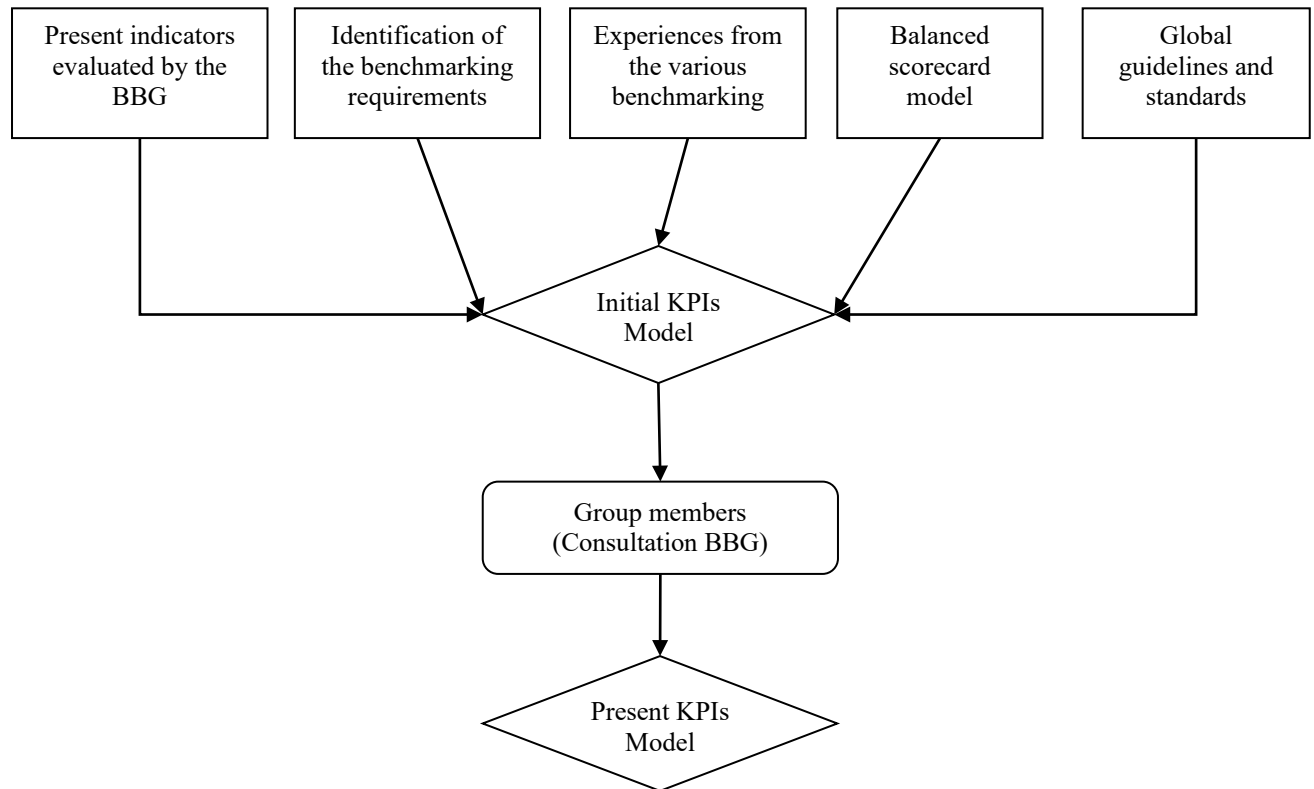 Present indicators
evaluated by the
BBG
Identification of
the benchmarking
requirements
Experiences from
the various
benchmarking
Balanced
scorecard
model
Global
guidelines and
standards
Initial KPIs
Model
Group members
(Consultation BBG)
Present KPIs
Model